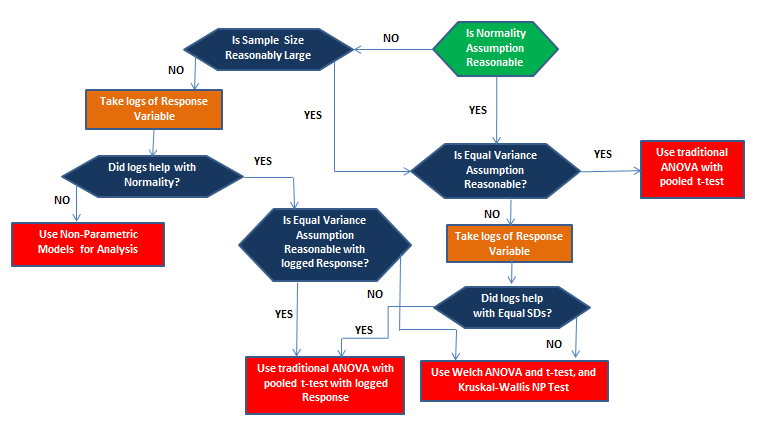 Is Normality
Assumption
Reasonable
NO
Is Sample Size
Reasonably Large
NO
YES
YES
Take logs of Response
Variable
Did logs help with
Normality?
YES
NO
Is Equal Variance
Assumption
Reasonable?
YES
Use traditional
ANOVA with
pooled t-test
NO
Use Non-Parametric
Models for Analysis
Is Equal Variance
Assumption
Reasonable with
logged Response?
Take logs of Response
Variable
Did logs help
with Equal SDs?
NO
YES
YES
NO
Use traditional ANOVA with
pooled t-test with logged
Response
Use Welch ANOVA and t-test, and
Kruskal-Wallis NP Test